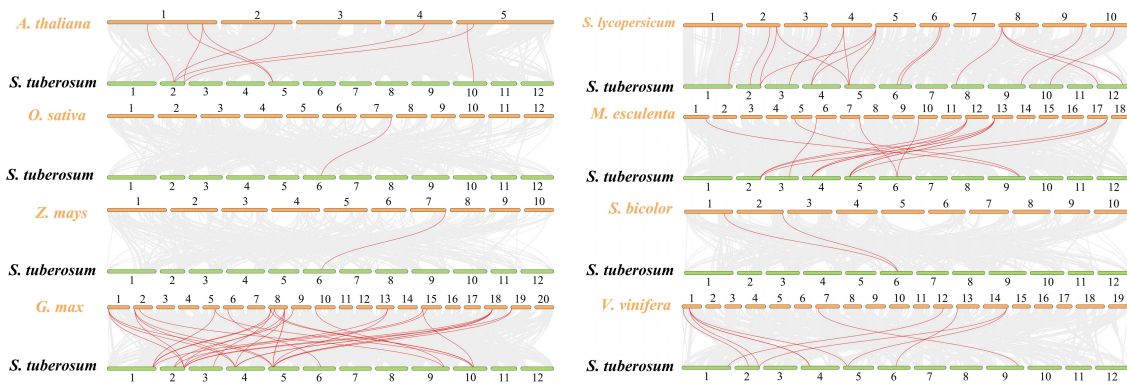 1 2 3 4 5
A. thaliana
S. tuberosum
1 2 3 4 5 6 7 8 9 10 11 12
1 2 3 4 5 6 7 8 9 10 11 12
O. sativa
S. tuberosum
1 2 3 4 5 6 7 8 9 10 11 12
1 2 3 4 5 6 7 8 9 10
Z. mays
S. tuberosum
1 2 3 4 5 6 7 8 9 10 11 12
1 2 3 4 5 6 7 8 9 10 11 12 13 14 15 16 17 18 19 20
G. max
S. tuberosum
1 2 3 4 5 6 7 8 9 10 11 12
1 2 3 4 5 6 7 8 9 10
S. lycopersicum
S. tuberosum
1 2 3 4 5 6 7 8 9 10 11 12
1 2 3 4 5 6 7 8 9 10 11 12 13 14 15 16 17 18
M. esculenta
S. tuberosum
1 2 3 4 5 6 7 8 9 10 11 12
1 2 3 4 5 6 7 8 9 10
S. bicolor
S. tuberosum
1 2 3 4 5 6 7 8 9 10 11 12
1 2 3 4 5 6 7 8 9 10 11 12 13 14 15 16 17 18 19
V. vinifera
S. tuberosum
1 2 3 4 5 6 7 8 9 10 11 12